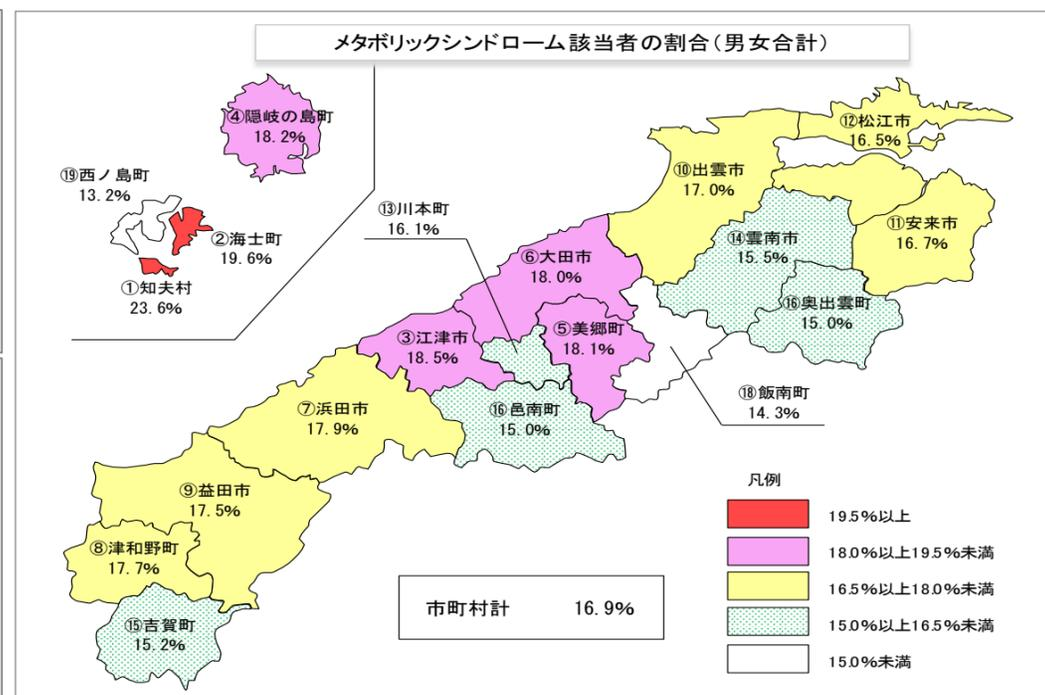 メタボリックシンドローム該当者の割合（男女合計）
④隠岐の島町
18.2%
⑲西ノ島町
13.2%
②海士町
19.6%
①知夫村
23.6%
⑫松江市
16.5%
⑩出雲市
17.0%
⑪安来市
16.7%
⑬川本町
16.1%
⑭雲南市
15.5%
⑥大田市
18.0%
⑯奥出雲町
15.0%
⑤美郷町
18.1%
③江津市
18.5%
⑱飯南町
14.3%
⑦浜田市
17.9%
⑯邑南町
15.0%
⑨益田市
17.5%
⑧津和野町
17.7%
⑮吉賀町
15.2%
市町村計 16.9%
凡例
19.5%以上
18.0%以上19.5%未満
16.5%以上18.0%未満
15.0%以上16.5%未満
15.0%未満